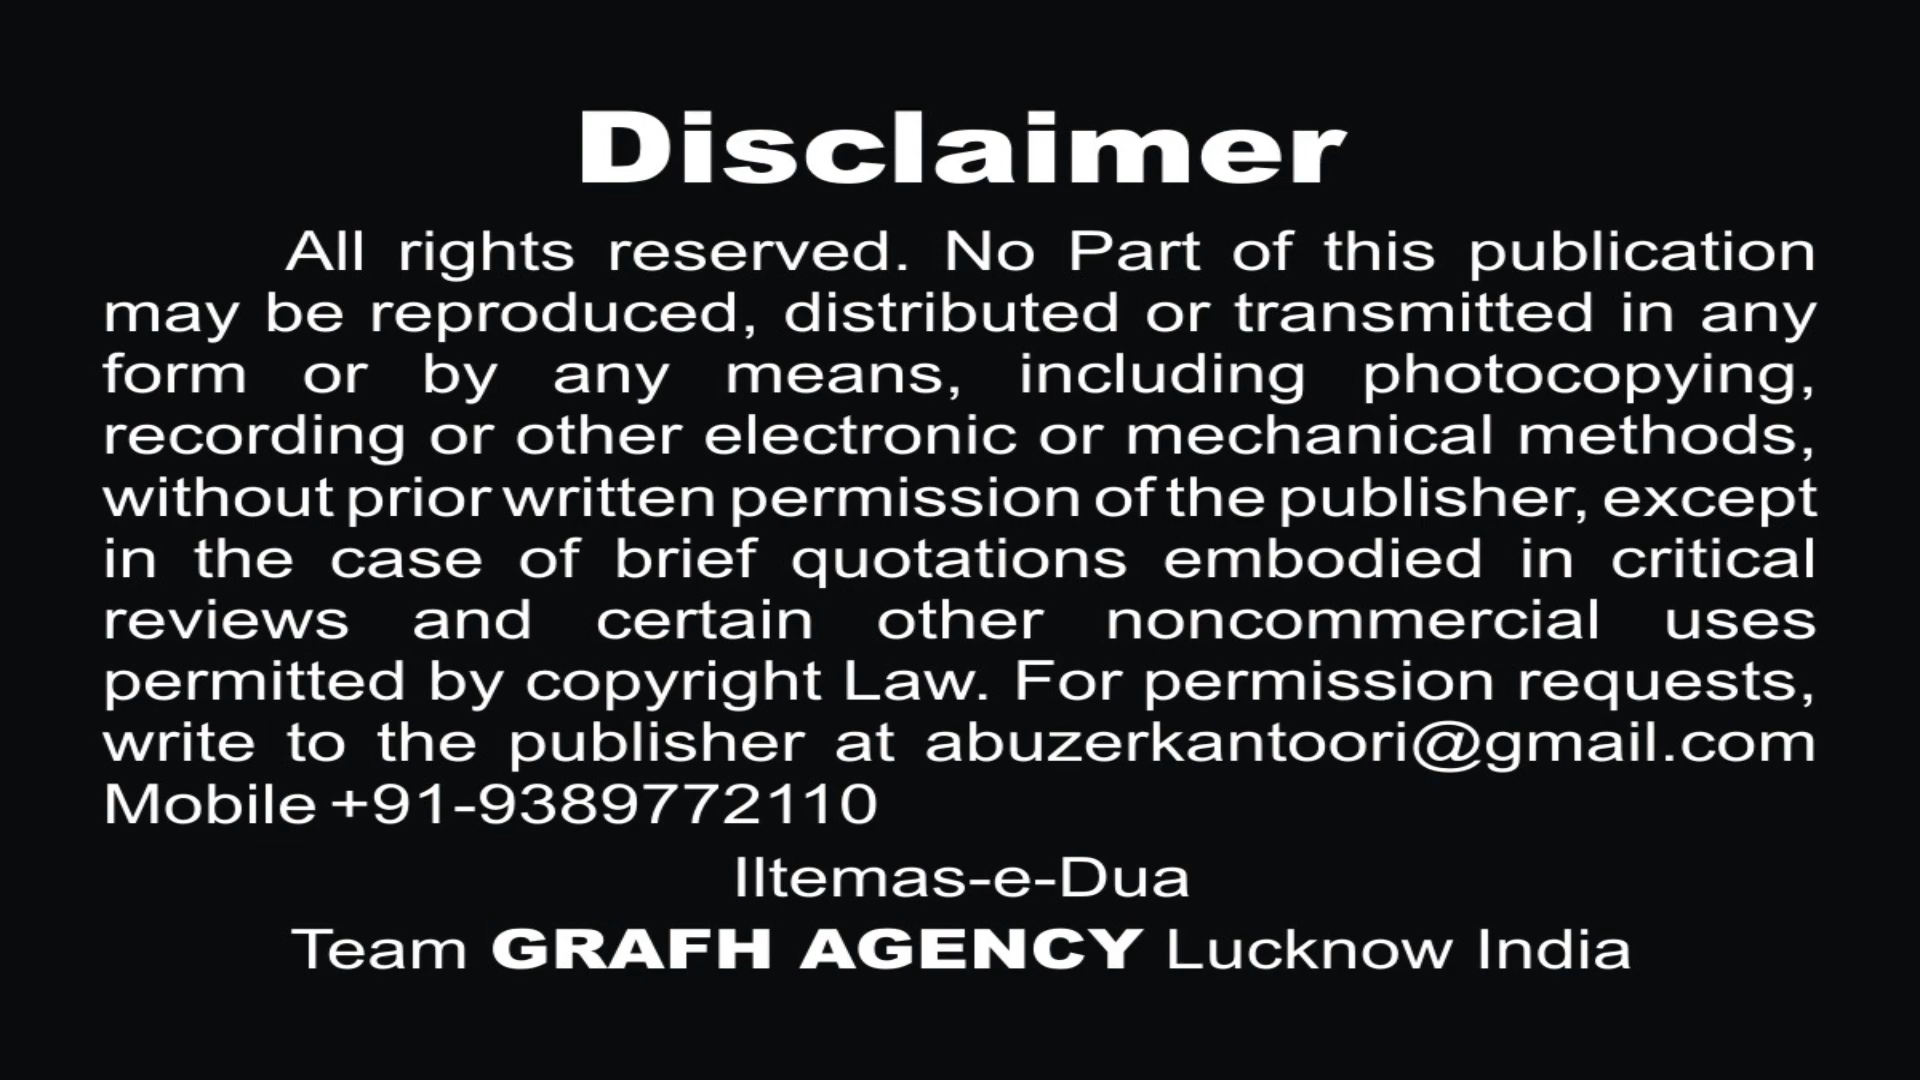 Disclaimer
All rights reserved. No Part of this publication
may be reproduced, distributed or transmitted in any
form or by any means, including photocopying,
recording or other electronic or mechanical methods,
without prior written permission of the publisher, except
in the case of brief quotations embodied in critical
reviews and certain other noncommercial uses
permitted by copyright Law. For permission requests,
write to the publisher at abuzerkantoori@gmail.com
Mobile +91-9389772110
Iltemas-e-Dua
Team GRAFH AGENCY Lucknow India